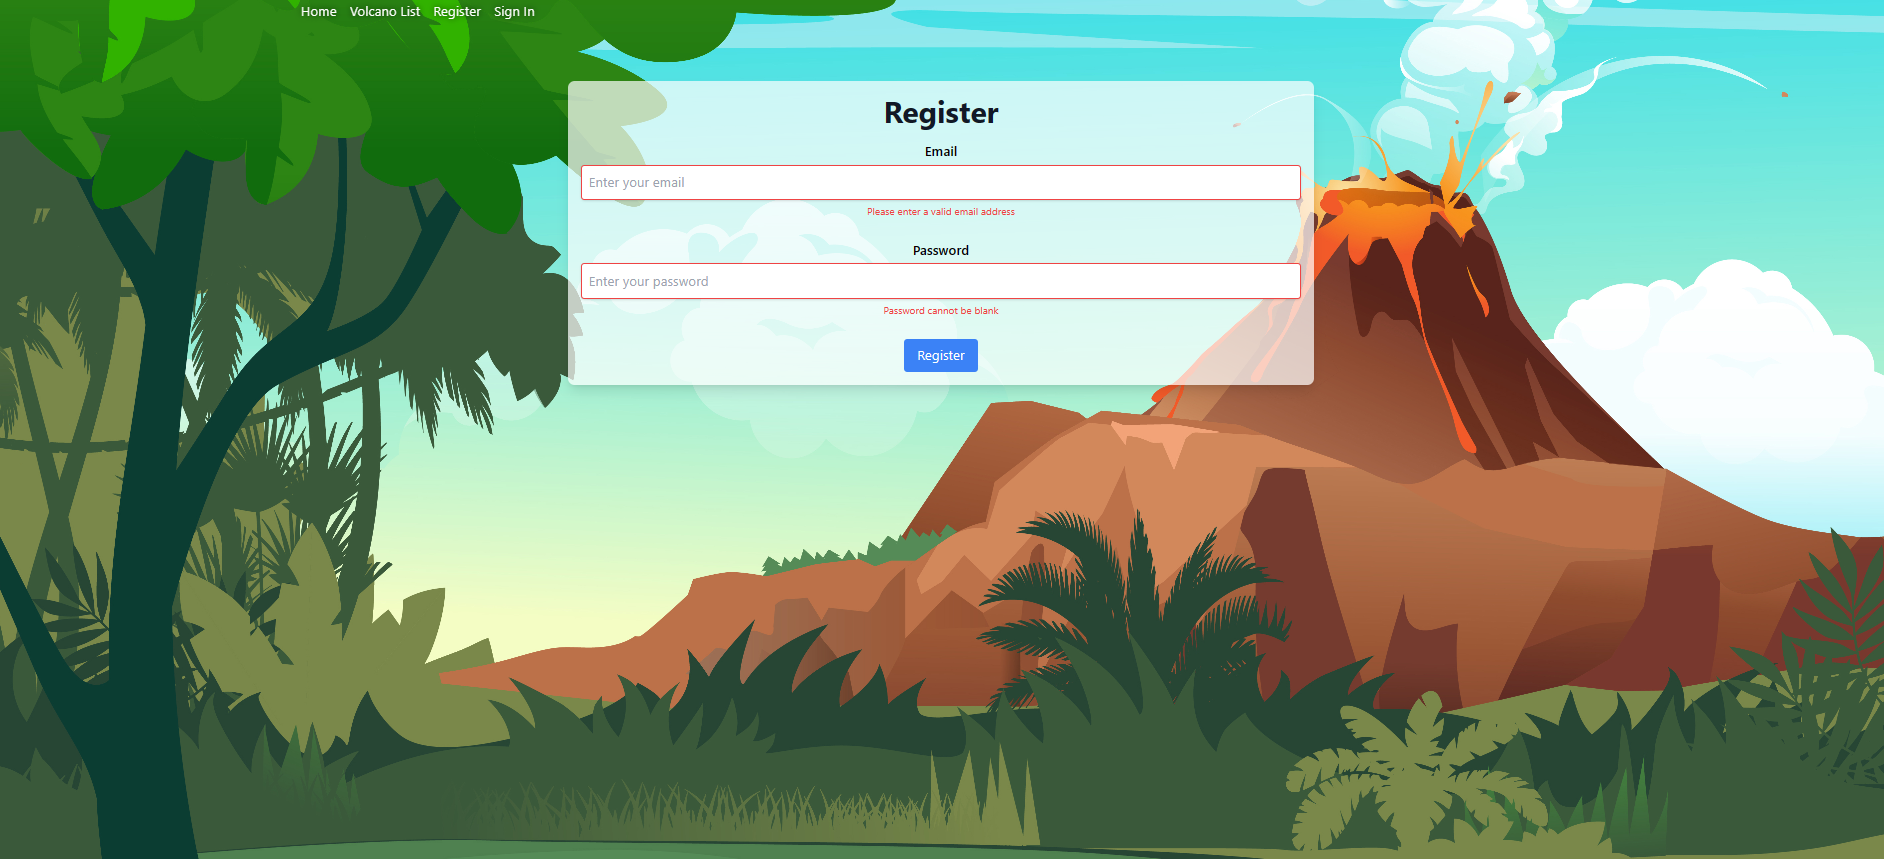 Home Volcano List Register Sign In
Register
Email
Enter your email
Please enter a valid email address
Password
Enter your password
Password cannot be blank
Register